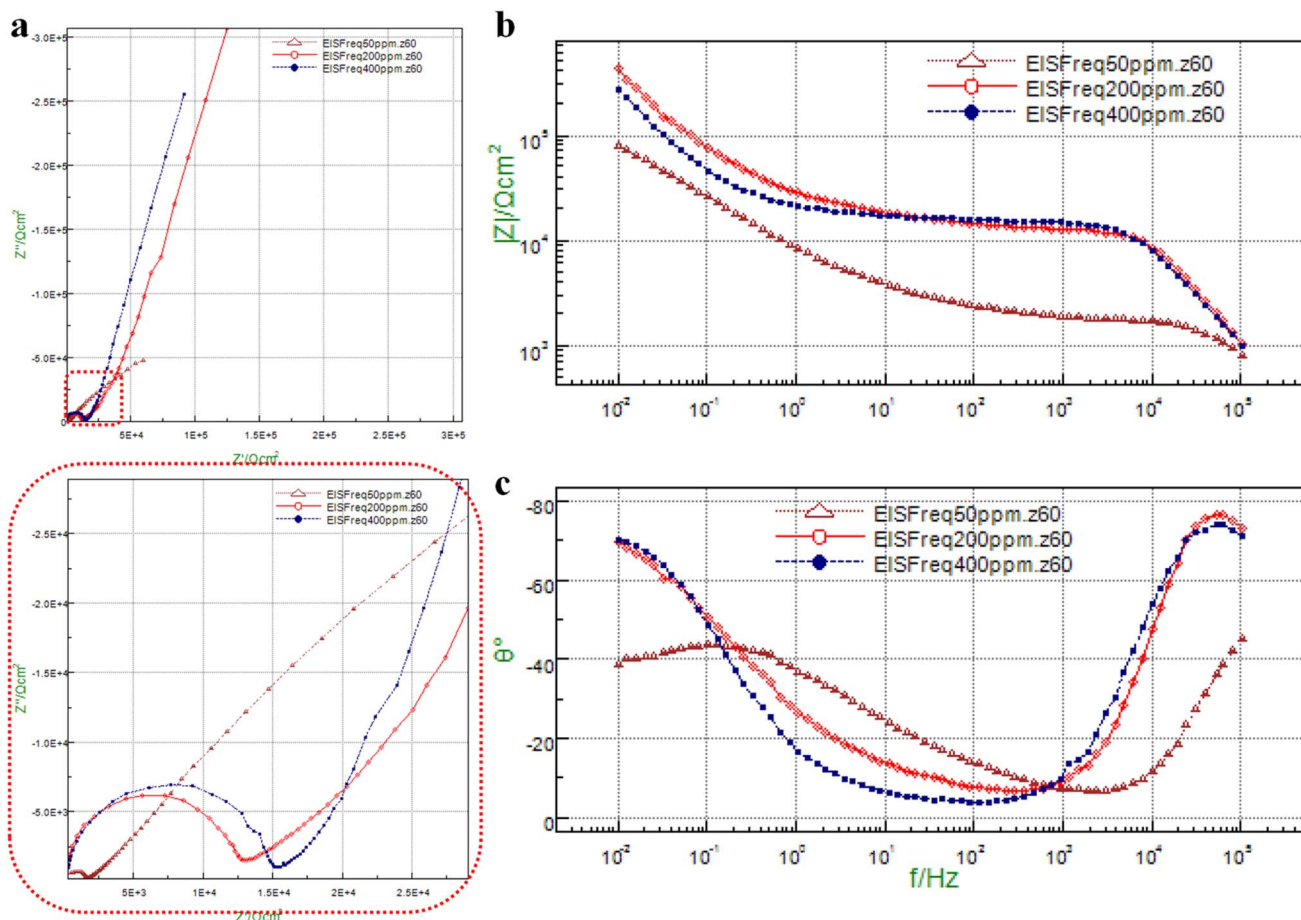 a
-3.0E+5
-2.5E+5
-2.0E+5
-1.5E+5
-1.0E+5
-5.0E+4
0
Z''/Ωcm²
EISFreq50ppm.z60
EISFreq200ppm.z60
EISFreq400ppm.z60
5E+4 1E+5 1.5E+5 2E+5 2.5E+5 3E+5
Z'/Ωcm²
-2.5E+4
-2.0E+4
-1.5E+4
-1.0E+4
-5.0E+3
Z''/Ωcm²
EISFreq50ppm.z60
EISFreq200ppm.z60
EISFreq400ppm.z60
5E+3 1E+4 1.5E+4 2E+4 2.5E+4
Z'/Ωcm²
b
EISFreq50ppm.z60
EISFreq200ppm.z60
EISFreq400ppm.z60
|Z|/Ωcm²
10⁵
10⁴
10³
10⁻² 10⁻¹ 10⁰ 10¹ 10² 10³ 10⁴ 10⁵
c
EISFreq50ppm.z60
EISFreq200ppm.z60
EISFreq400ppm.z60
θ°
-80
-60
-40
-20
0
10⁻² 10⁻¹ 10⁰ 10¹ 10² 10³ 10⁴ 10⁵
f/Hz